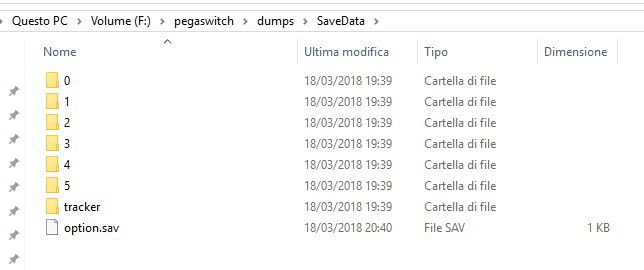 Questo PC > Volume (F:) > pegaswitch > dumps > SaveData
Nome Ultima modifica Tipo Dimensione
0 18/03/2018 19:39 Cartella di file
1 18/03/2018 19:39 Cartella di file
2 18/03/2018 19:39 Cartella di file
3 18/03/2018 19:39 Cartella di file
4 18/03/2018 19:39 Cartella di file
5 18/03/2018 19:39 Cartella di file
tracker 18/03/2018 19:39 Cartella di file
option.sav 18/03/2018 20:40 File SAV 1 KB